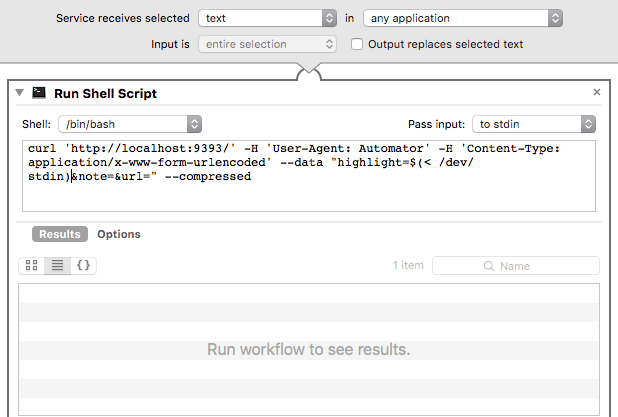 Service receives selected text in any application
Input is entire selection Output replaces selected text
Run Shell Script
Shell: /bin/bash Pass input: to stdin
curl 'http://localhost:9393/' -H 'User-Agent: Automator' -H 'Content-Type:
application/x-www-form-urlencoded' --data "highlight=$(< /dev/
stdin)&note=&url=" --compressed
Results Options
{} 1 item Name
Run workflow to see results.